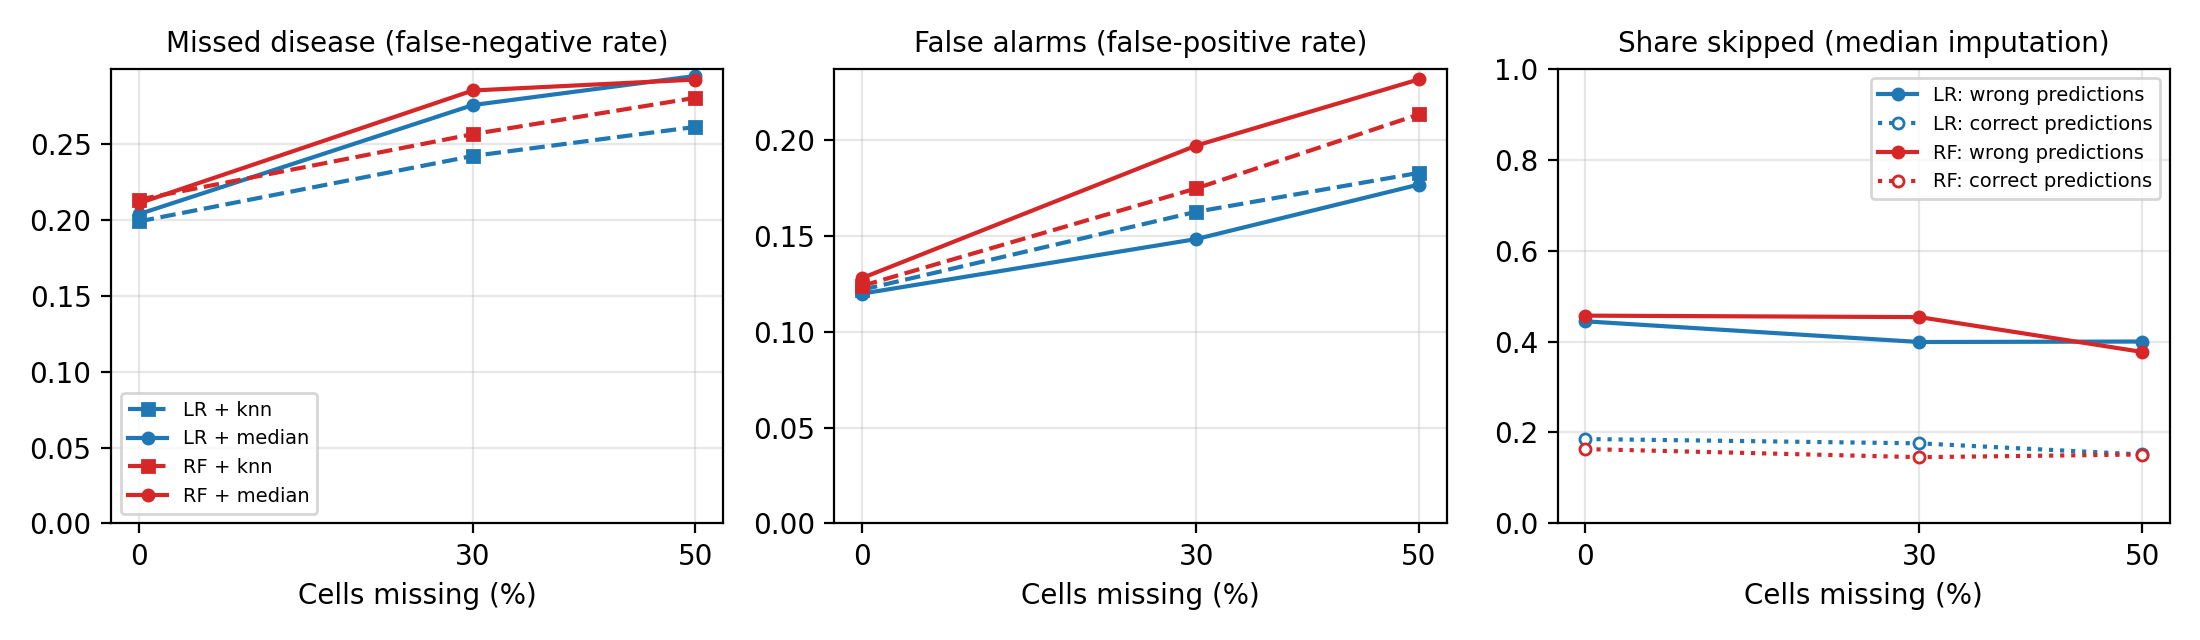 Missed disease (false-negative rate)
0.25
0.20
0.15
0.10
0.05
0.00
LR + knn
LR + median
RF + knn
RF + median
0 30 50
Cells missing (%)
False alarms (false-positive rate)
0.20
0.15
0.10
0.05
0.00
0 30 50
Cells missing (%)
Share skipped (median imputation)
1.0
0.8
0.6
0.4
0.2
0.0
LR: wrong predictions
LR: correct predictions
RF: wrong predictions
RF: correct predictions
0 30 50
Cells missing (%)